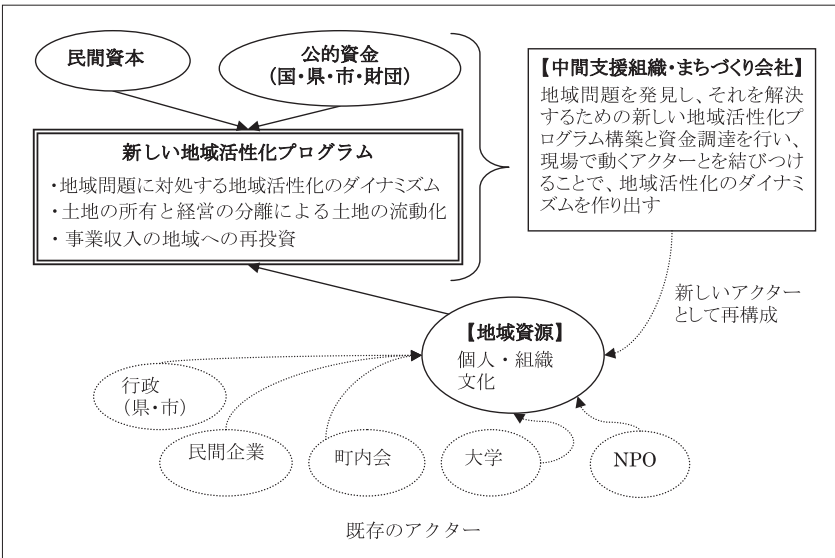 民間資本
公的資金
(国・県・市・財団)
新しい地域活性化プログラム
・地域問題に対処する地域活性化のダイナミズム
・土地の所有と経営の分離による土地の流動化
・事業収入の地域への再投資
【中間支援組織・まちづくり会社】
地域問題を発見し、それを解決
するための新しい地域活性化プ
ログラム構築と資金調達を行い、
現場で動くアクターとを結びつけ
ることで、地域活性化のダイナミ
ズムを作り出す
新しいアクター
として再構成
【地域資源】
個人・組織
文化
行政
(県・市)
民間企業
町内会
大学
NPO
既存のアクター